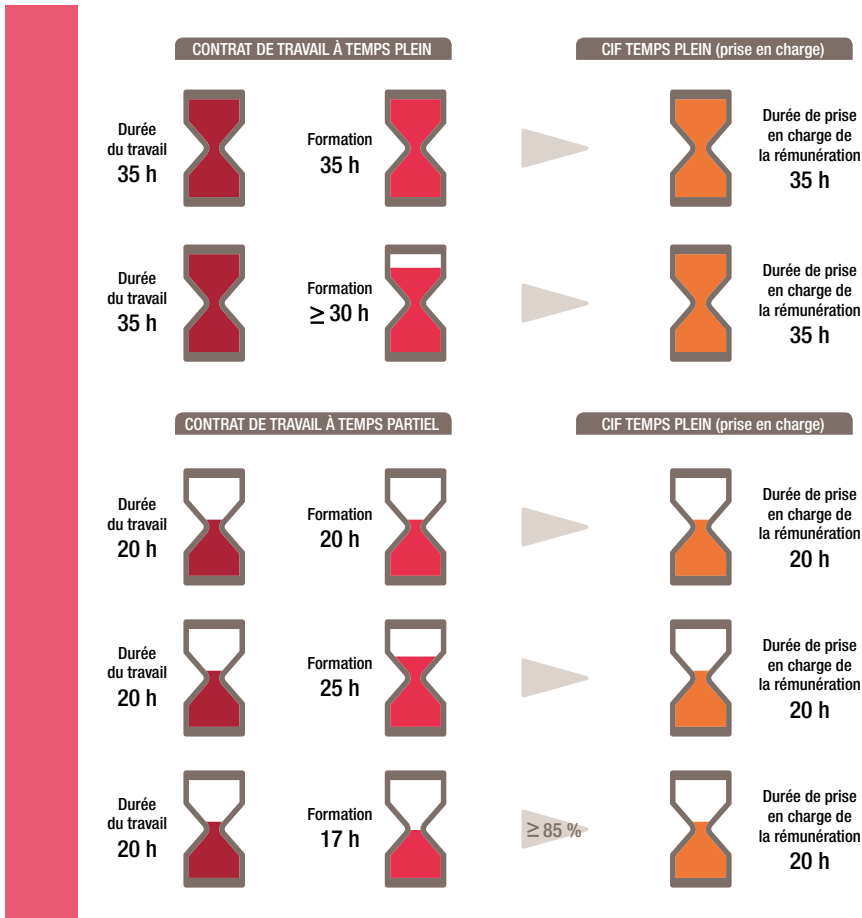 CONTRAT DE TRAVAIL À TEMPS PLEIN
CIF TEMPS PLEIN (prise en charge)
Durée
du travail
35 h
Formation
35 h
Durée de prise
en charge de
la rémunération
35 h
Durée
du travail
35 h
Formation
≥ 30 h
Durée de prise
en charge de
la rémunération
35 h
CONTRAT DE TRAVAIL À TEMPS PARTIEL
CIF TEMPS PLEIN (prise en charge)
Durée
du travail
20 h
Formation
20 h
Durée de prise
en charge de
la rémunération
20 h
Durée
du travail
20 h
Formation
25 h
Durée de prise
en charge de
la rémunération
20 h
Durée
du travail
20 h
Formation
17 h
≥ 85 %
Durée de prise
en charge de
la rémunération
20 h